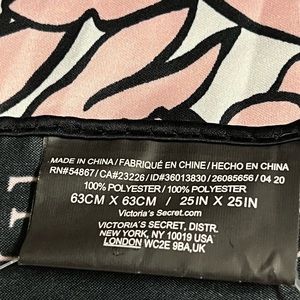 MADE IN CHINA / FABRIQUÉ EN CHINE / HECHO EN CHINA
RN#54867 / CA#23226 / ID#36013830 / 26085656 / 04 20
100% POLYESTER / 100% POLYESTER
63CM X 63CM / 25IN X 25IN
Victoria'sSecret.com
VICTORIA'S SECRET, DISTR.
NEW YORK, NY 10019 USA
LONDON WC2E 9BA,UK